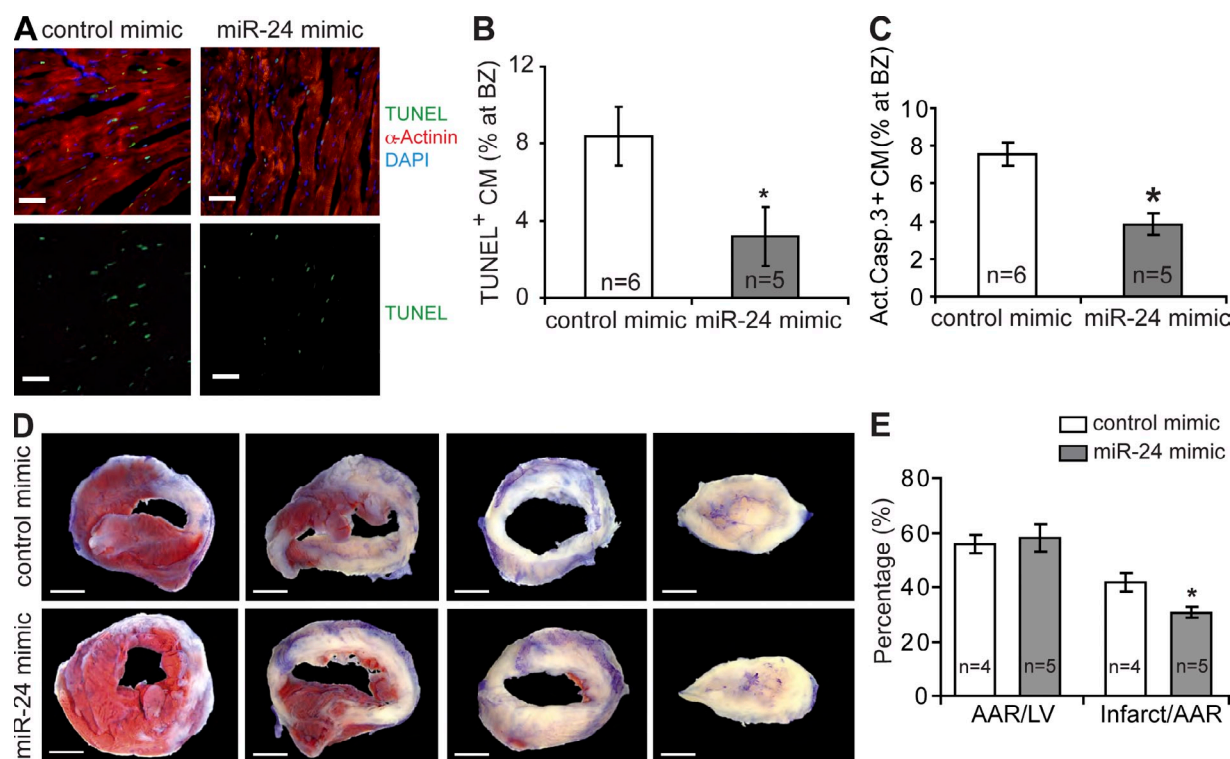 A
control mimic
miR-24 mimic
TUNEL
α-Actinin
DAPI
TUNEL
B
TUNEL+ CM (% at BZ)
12
8
4
0
*
n=6
n=5
control mimic
miR-24 mimic
C
Act.Casp.3+ CM(% at BZ)
10
8
6
4
2
0
*
n=6
n=5
control mimic
miR-24 mimic
D
control mimic
miR-24 mimic
E
control mimic
miR-24 mimic
Percentage (%)
80
60
40
20
0
*
n=4
n=5
n=4
n=5
AAR/LV
Infarct/AAR